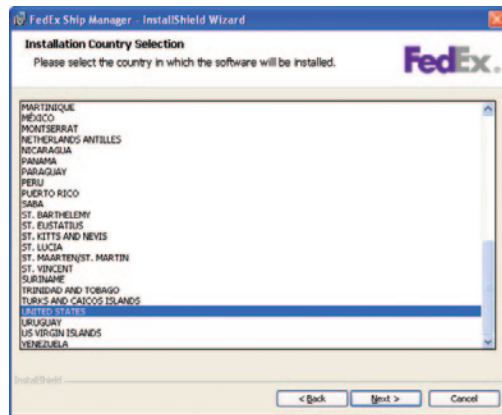 FedEx Ship Manager - InstallShield Wizard
Installation Country Selection
Please select the country in which the software will be installed.
FedEx.
MARTINIQUE
MÉXICO
MONTSERRAT
NETHERLANDS ANTILLES
NICARAGUA
PANAMA
PARAGUAY
PERU
PUERTO RICO
SABA
ST. BARTHELEMY
ST. EUSTATIUS
ST. KITTS AND NEVIS
ST. LUCIA
ST. MAARTEN/ST. MARTIN
ST. VINCENT
SURINAME
TRINIDAD AND TOBAGO
TURKS AND CAICOS ISLANDS
UNITED STATES
URUGUAY
US VIRGIN ISLANDS
VENEZUELA
InstallShield
< Back Next > Cancel